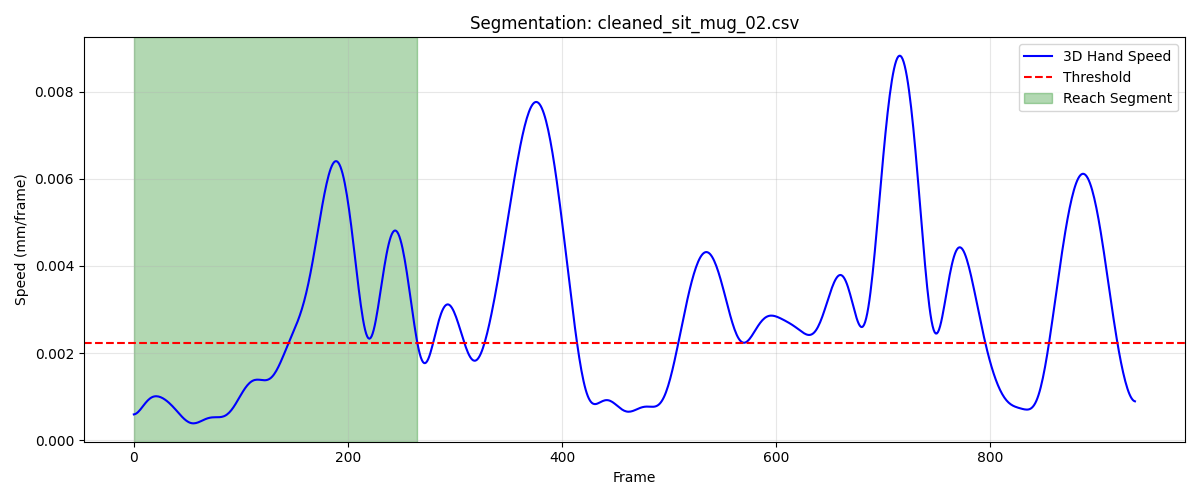 Segmentation: cleaned_sit_mug_02.csv
3D Hand Speed
Threshold
Reach Segment
Speed (mm/frame)
0.008
0.006
0.004
0.002
0.000
0 200 400 600 800
Frame